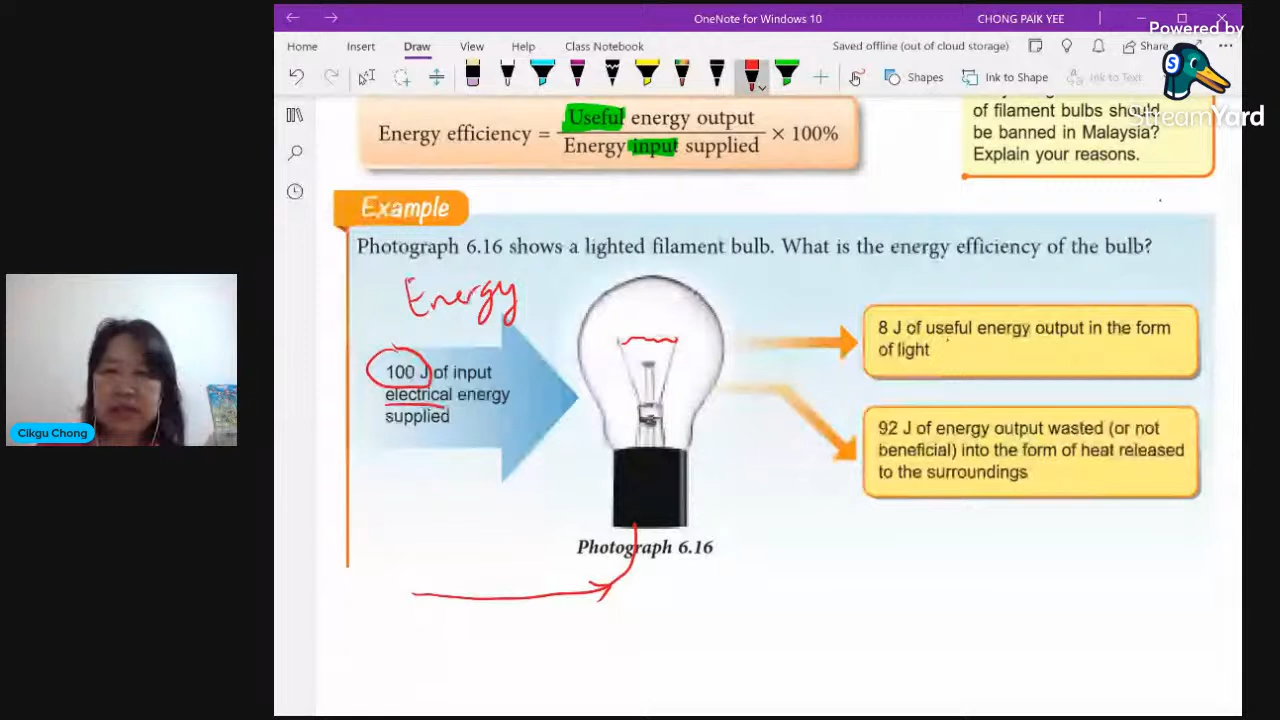 OneNote for Windows 10
CHONG PAIK YEE
Powered by
StreamYard
Home Insert Draw View Help Class Notebook
Saved offline (out of cloud storage)
Share
Shapes
Ink to Shape
Ink to Text
Energy efficiency = Useful energy output
Energy input supplied
× 100%
of filament bulbs should
be banned in Malaysia?
Explain your reasons.
Example
Photograph 6.16 shows a lighted filament bulb. What is the energy efficiency of the bulb?
Energy
100 J of input
electrical energy
supplied
8 J of useful energy output in the form
of light
92 J of energy output wasted (or not
beneficial) into the form of heat released
to the surroundings
Photograph 6.16
Cikgu Chong